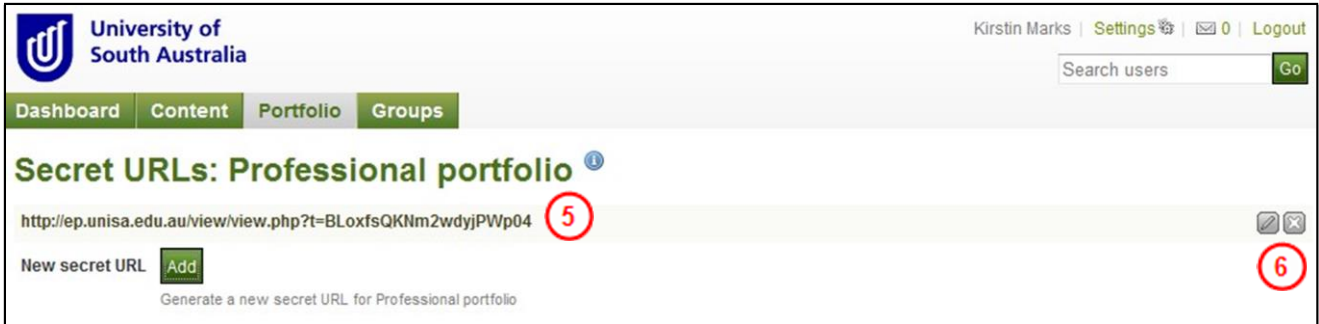 University of
South Australia
Kirstin Marks | Settings | 0 | Logout
Search users Go
Dashboard Content Portfolio Groups
Secret URLs: Professional portfolio
http://ep.unisa.edu.au/view/view.php?t=BLoxfsQKNm2wdyjPWp04 5
New secret URL Add 6
Generate a new secret URL for Professional portfolio